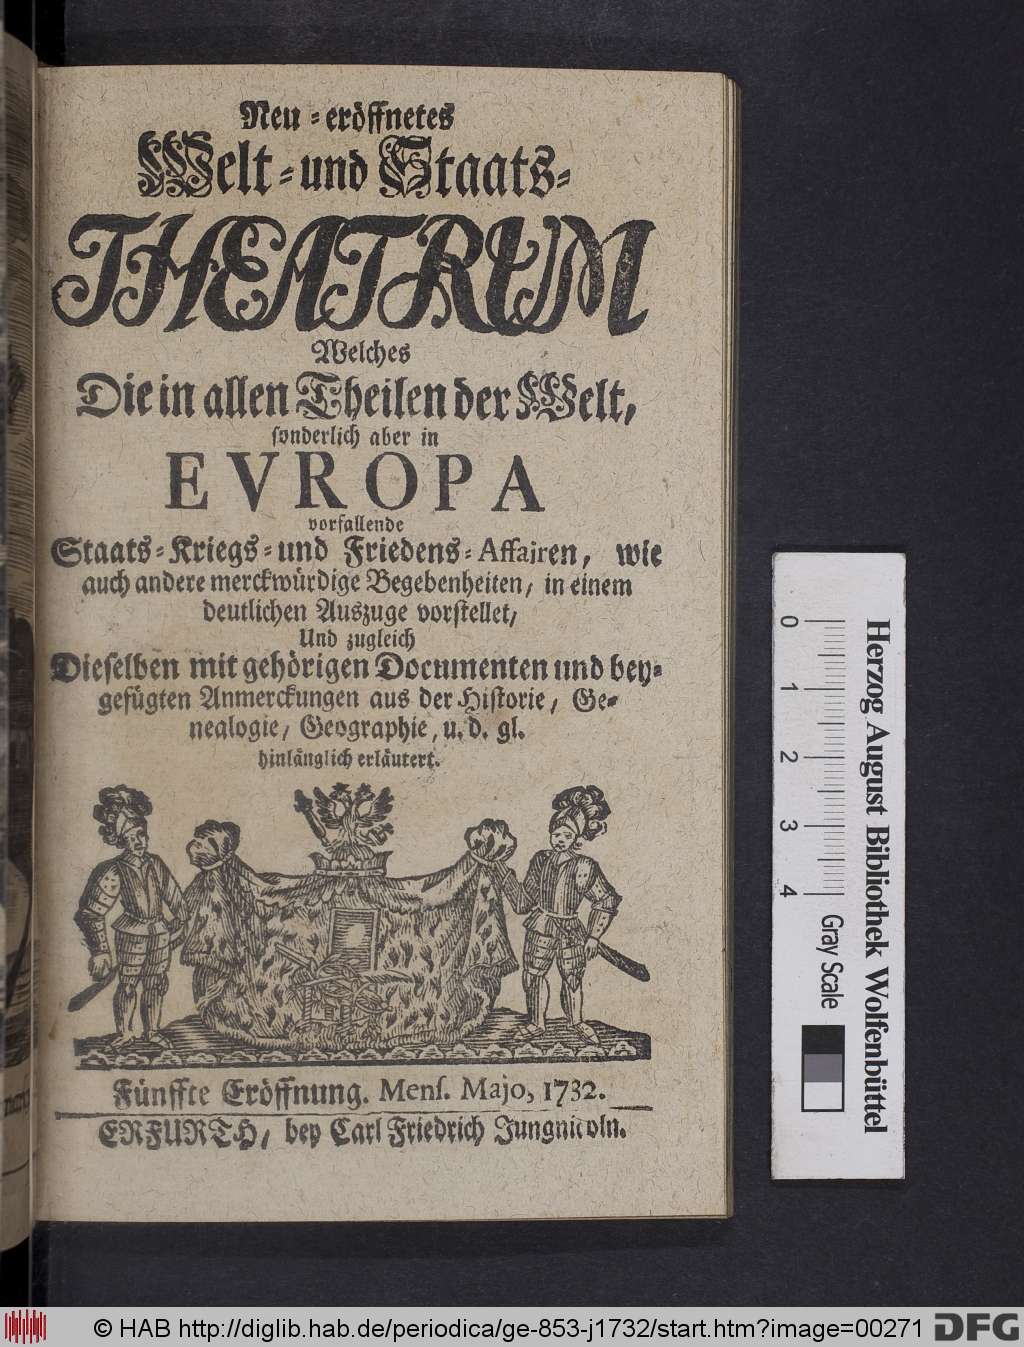 Neu-eröffnetes
Welt-und Staats-
THEATRUM
Welches
Die in allen Theilen der Welt,
sonderlich aber in
EVROPA
vorfallende
Staats-Kriegs-und Friedens-Affairen, wie
auch andere merckwürdige Begebenheiten, in einem
deutlichen Auszuge vorstellet,
Und zugleich
Dieselben mit gehörigen Documenten und bey-
gefügten Anmerckungen aus der Historie, Ge-
nealogie, Geographie, u. d. gl.
hinlänglich erläutert.
Fünffte Eröffnung. Mens. Majo, 1732.
ERFURTH, bey Carl Friedrich Jungnicoln.
0 1 2 3 4 Gray Scale
Herzog August Bibliothek Wolfenbüttel
© HAB http://diglib.hab.de/periodica/ge-853-j1732/start.htm?image=00271 DFG